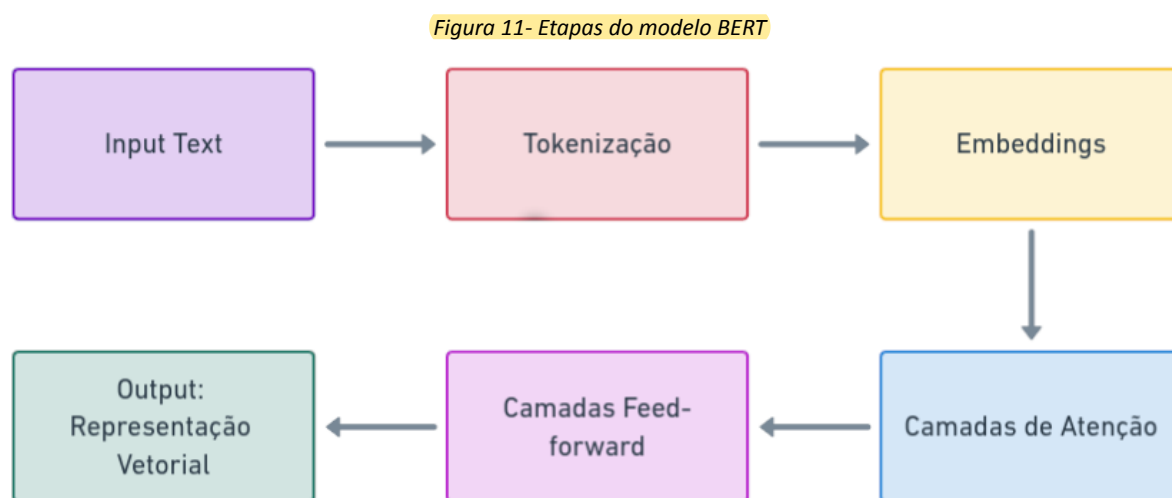 Figura 11- Etapas do modelo BERT
Input Text
Tokenização
Embeddings
Camadas de Atenção
Camadas Feed-
forward
Output:
Representação
Vetorial